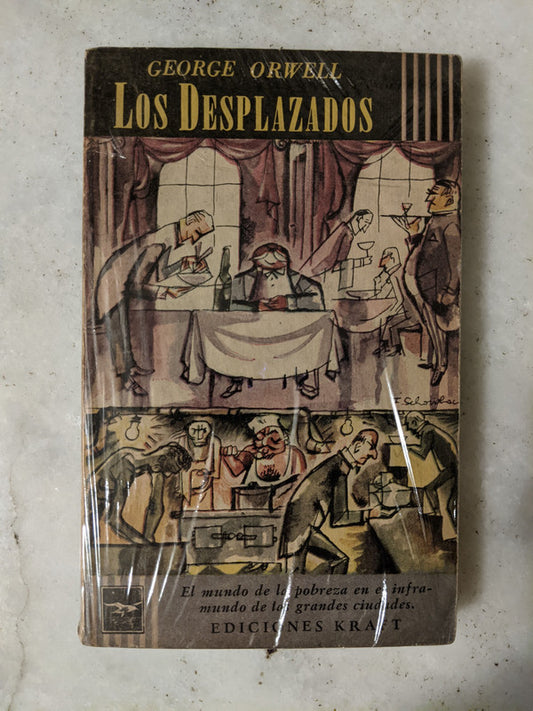 GEORGE ORWELL
LOS DESPLAZADOS
El mundo de la pobreza en el infra-
mundo de las grandes ciudades.
EDICIONES KRAFT